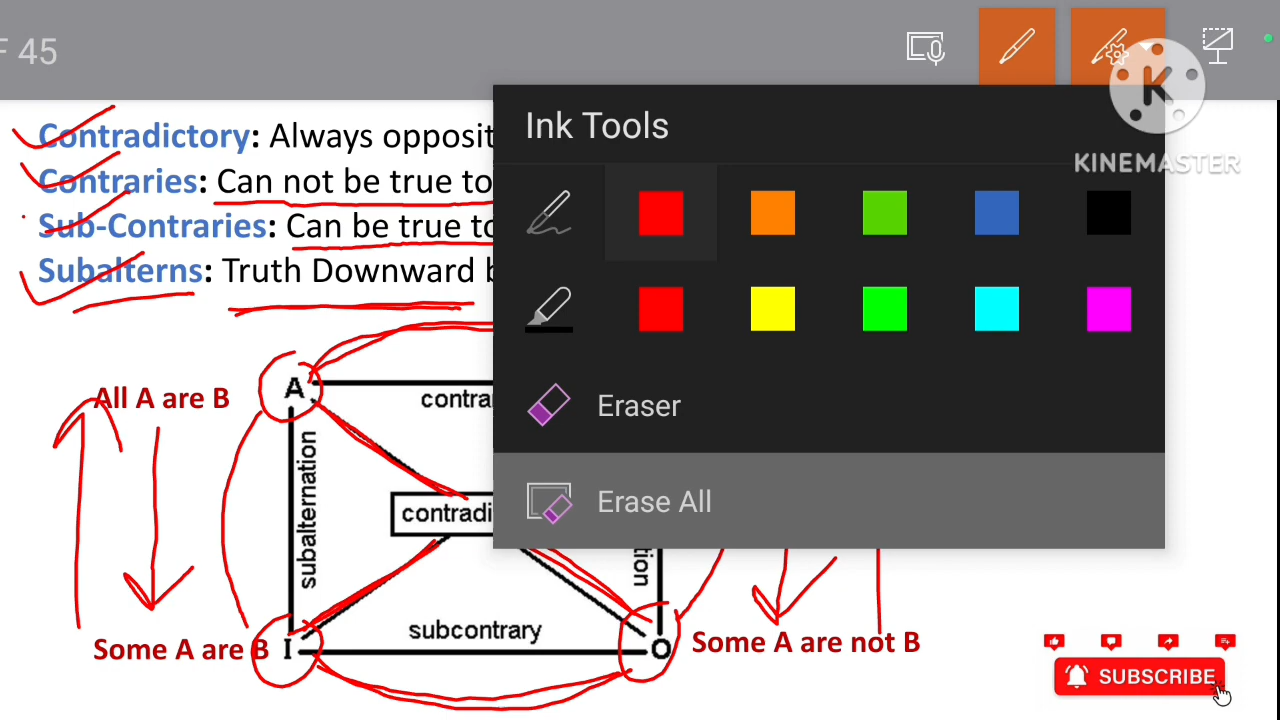 F 45
Ink Tools
KINEMASTER
Contradictory: Always opposit
Contraries: Can not be true to
Sub-Contraries: Can be true to
Subalterns: Truth Downward b
Eraser
Erase All
All A are B
A
contra
subalternation
contradi
tion
subcontrary
Some A are B
I
O
Some A are not B
SUBSCRIBE